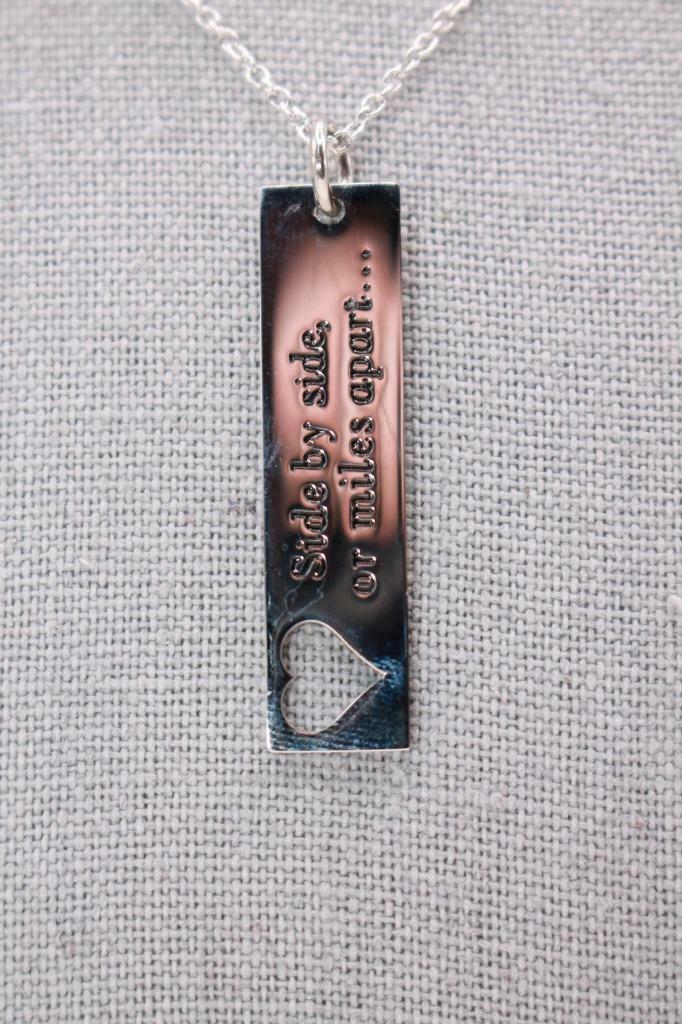 Side by side,
or miles apart...